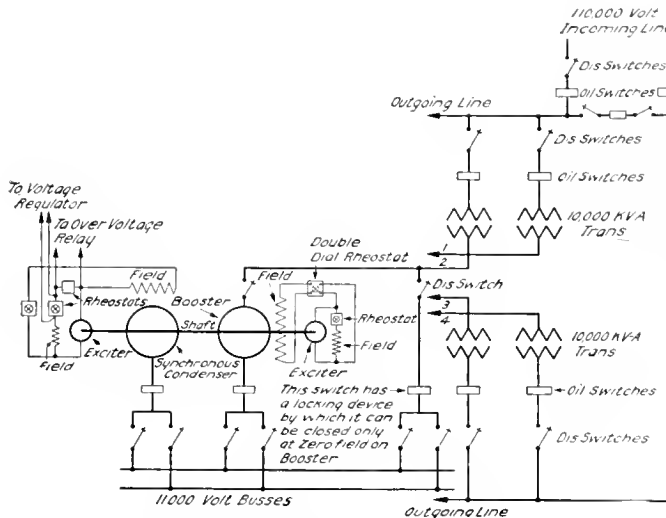 110,000 Volt
Incoming Line
Dis Switches
Oil Switches
Outgoing Line
Dis Switches
Oil Switches
To Voltage
Regulator
To Over Voltage
Relay
Double
Dial Rheostat
10,000 KV-A
Trans
1
2
Field
Rheostats
Booster
Field
Dis Switch
3
4
Shaft
Rheostat
Field
Exciter
Field
Synchronous
Condenser
Exciter
10,000 KV-A
Trans
This switch has
a locking device
by which it can
be closed only
at Zero field on
Booster
Oil Switches
Dis Switches
11000 Volt Busses
Outgoing Line